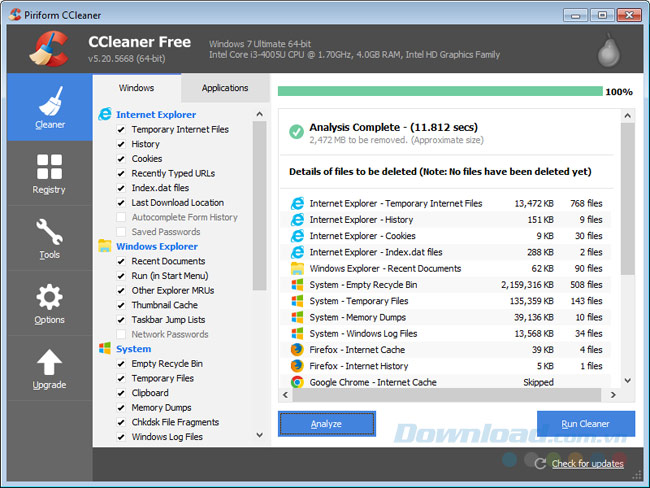 Piriform CCleaner
CCleaner Free
v5.20.5668 (64-bit)
Windows 7 Ultimate 64-bit
Intel Core i3-4005U CPU @ 1.70GHz, 4.0GB RAM, Intel HD Graphics Family
Cleaner
Registry
Tools
Options
Upgrade
Windows
Applications
Internet Explorer
Temporary Internet Files
History
Cookies
Recently Typed URLs
Index.dat files
Last Download Location
Autocomplete Form History
Saved Passwords
Windows Explorer
Recent Documents
Run (in Start Menu)
Other Explorer MRUs
Thumbnail Cache
Taskbar Jump Lists
Network Passwords
System
Empty Recycle Bin
Temporary Files
Clipboard
Memory Dumps
Chkdsk File Fragments
Windows Log Files
100%
Analysis Complete - (11.812 secs)
2,472 MB to be removed. (Approximate size)
Details of files to be deleted (Note: No files have been deleted yet)
Internet Explorer - Temporary Internet Files 13,472 KB 768 files
Internet Explorer - History 151 KB 9 files
Internet Explorer - Cookies 9 KB 30 files
Internet Explorer - Index.dat files 288 KB 2 files
Windows Explorer - Recent Documents 62 KB 90 files
System - Empty Recycle Bin 2,159,316 KB 508 files
System - Temporary Files 135,359 KB 143 files
System - Memory Dumps 39,136 KB 10 files
System - Windows Log Files 13,568 KB 34 files
Firefox - Internet Cache 39 KB 4 files
Firefox - Internet History 5 KB 1 files
Google Chrome - Internet Cache Skipped
Analyze
Run Cleaner
Download.com.vn
Check for updates